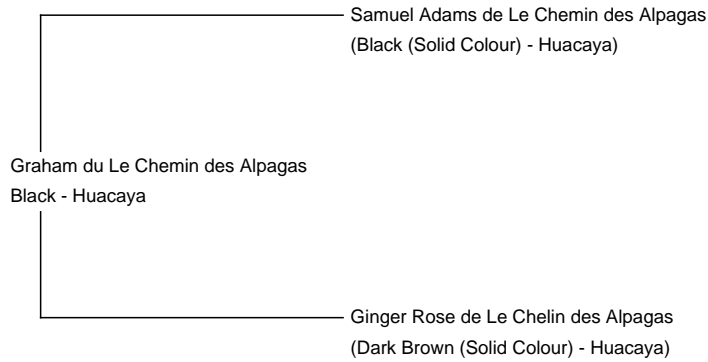 Samuel Adams de Le Chemin des Alpagas
(Black (Solid Colour) - Huacaya)
Graham du Le Chemin des Alpagas
Black - Huacaya
Ginger Rose de Le Chelin des Alpagas
(Dark Brown (Solid Colour) - Huacaya)